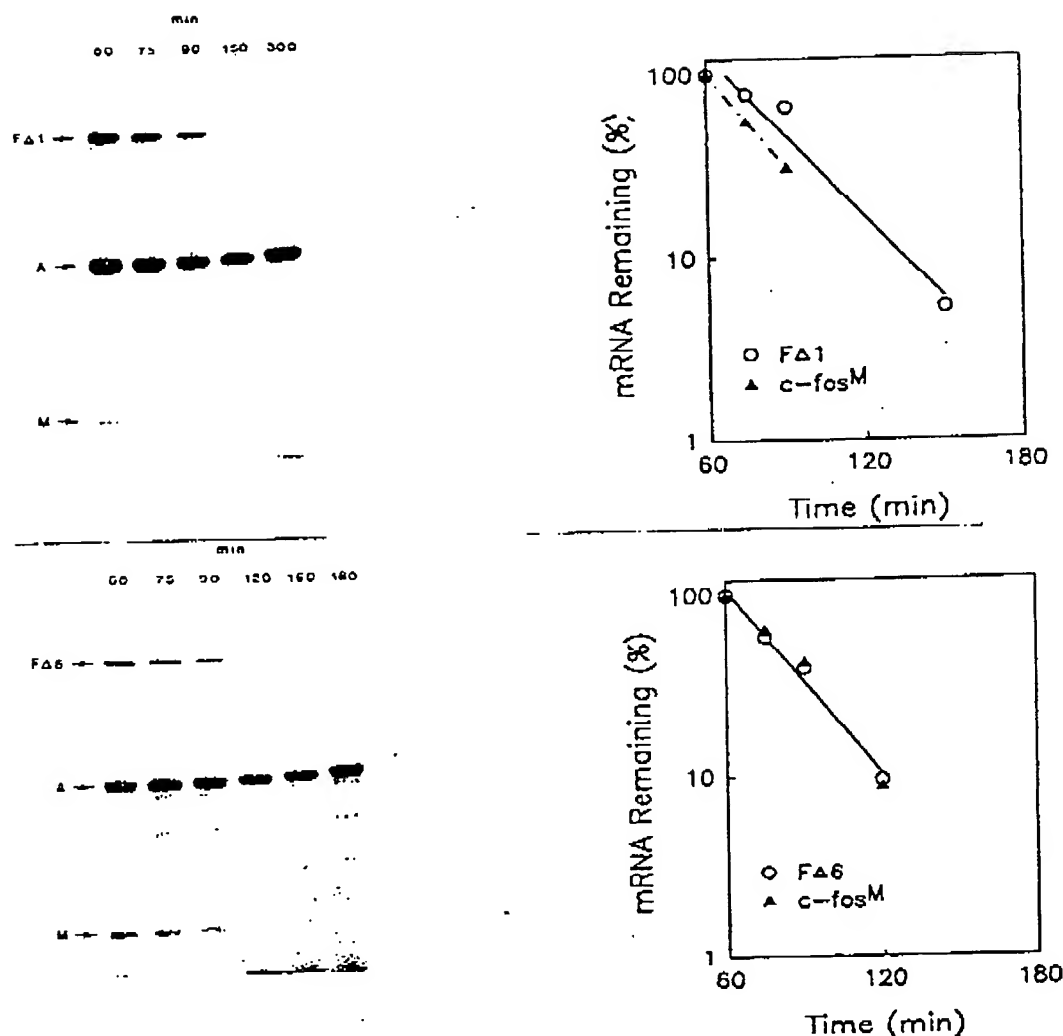 min
60 75 90 150 300
FΔ1
A
M
100
10
1
mRNA Remaining (%)
FΔ1
c-fosM
60 120 180
Time (min)
min
60 75 90 120 150 180
FΔ6
A
M
100
10
1
mRNA Remaining (%)
FΔ6
c-fosM
60 120 180
Time (min)